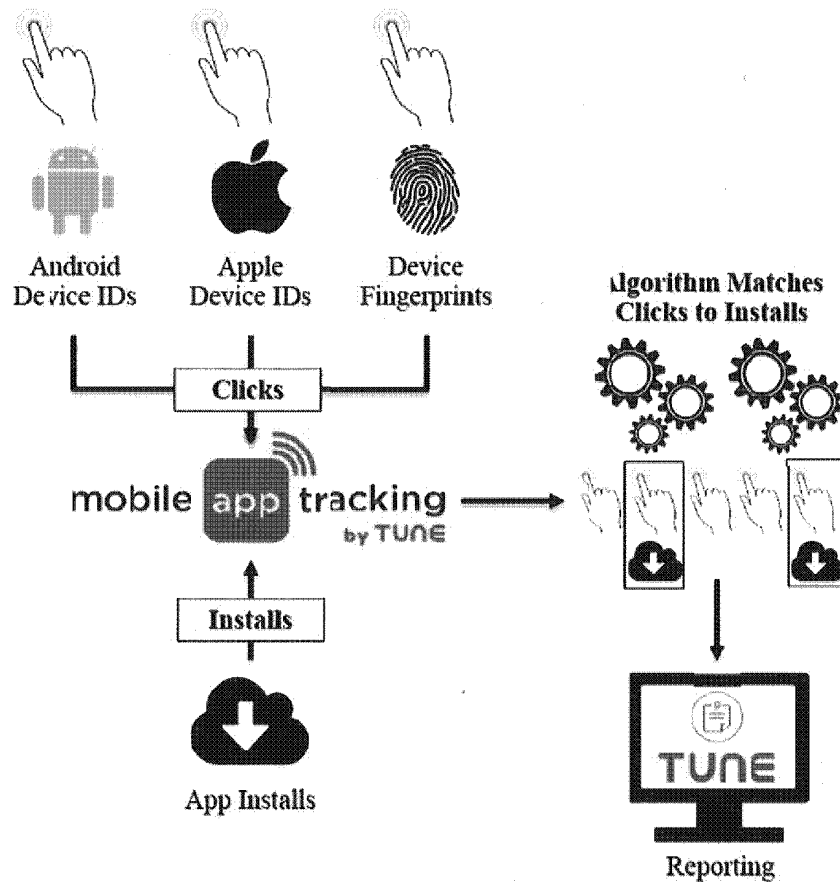 Android
Device IDs
Apple
Device IDs
Device
Fingerprints
Clicks
mobile app tracking
by TUNE
Installs
App Installs
Algorithm Matches
Clicks to Installs
TUNE
Reporting